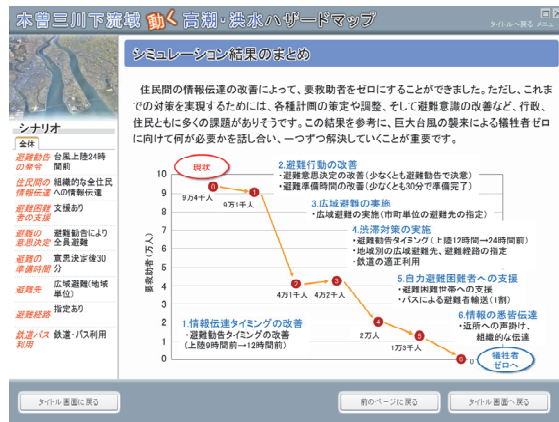 木曽三川下流域 動く 高潮・洪水ハザードマップ
タイトルへ戻る メニュー
シミュレーション結果のまとめ
住民間の情報伝達の改善によって、要救助者をゼロにすることができました。ただし、これま
での対策を実現するためには、各種計画の策定や調整、そして避難意識の改善など、行政、
住民ともに多くの課題がありそうです。この結果を参考に、巨大台風の襲来による犠牲者ゼロ
に向けて何が必要かを話し合い、一つずつ解決していくことが重要です。
シナリオ
全体
避難勧告の発令 台風上陸24時間前
住民間の情報伝達 組織的な全住民への情報伝達
避難困難者の支援 支援あり
避難の意思決定 避難勧告により全員避難
避難の準備時間 意思決定後30分
避難先 広域避難(地域単位)
避難経路 指定あり
鉄道バス利用 鉄道・バス利用
要救助者(万人)
10
9
8
7
6
5
4
3
2
1
0
現状
0
9万4千人
1
9万1千人
2
4万1千人
3
4万2千人
4
2万人
5
1万3千人
6
0
犠牲者
ゼロへ
1.情報伝達タイミングの改善
・避難勧告タイミングの改善
(上陸9時間前→12時間前)
2.避難行動の改善
・避難意思決定の改善(少なくとも避難勧告で決意)
・避難準備時間の改善(少なくとも30分で準備完了)
3.広域避難の実施
・広域避難の実施(市町単位の避難先の指定)
4.渋滞対策の実施
・避難勧告タイミング(上陸12時間→24時間前)
・地域別の広域避難先、避難経路の指定
・鉄道の適正利用
5.自力避難困難者への支援
・避難困難世帯への支援
・バスによる避難者輸送(1割)
6.情報の悉皆伝達
・近所への声掛け、
組織的な伝達
タイトル画面に戻る
前のページに戻る
タイトル画面へ戻る